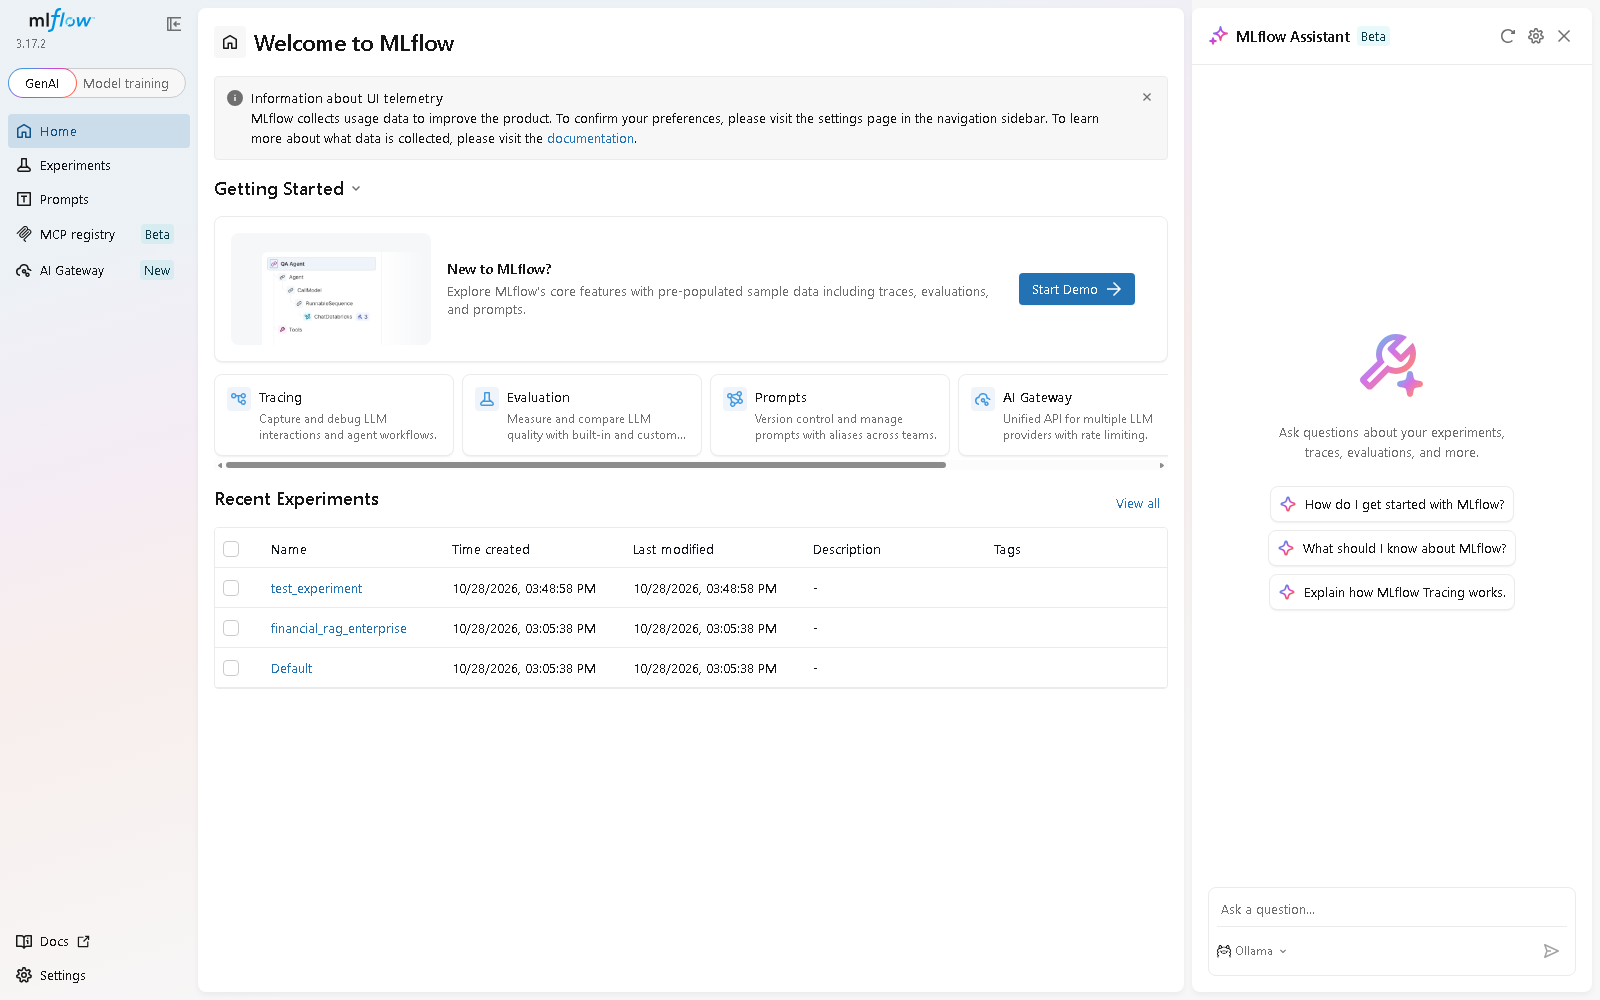 mlflow
3.17.2
GenAI
Model training
Home
Experiments
Prompts
MCP registry Beta
AI Gateway New
Docs
Settings
Welcome to MLflow
Information about UI telemetry
MLflow collects usage data to improve the product. To confirm your preferences, please visit the settings page in the navigation sidebar. To learn
more about what data is collected, please visit the documentation.
Getting Started
QA Agent
Agent
CallModel
RunnableSequence
ChatDatabricks 3
Tools
New to MLflow?
Explore MLflow's core features with pre-populated sample data including traces, evaluations,
and prompts.
Start Demo
Tracing
Capture and debug LLM
interactions and agent workflows.
Evaluation
Measure and compare LLM
quality with built-in and custom...
Prompts
Version control and manage
prompts with aliases across teams.
AI Gateway
Unified API for multiple LLM
providers with rate limiting.
Recent Experiments
View all
Name Time created Last modified Description Tags
test_experiment 10/28/2026, 03:48:58 PM 10/28/2026, 03:48:58 PM -
financial_rag_enterprise 10/28/2026, 03:05:38 PM 10/28/2026, 03:05:38 PM -
Default 10/28/2026, 03:05:38 PM 10/28/2026, 03:05:38 PM -
MLflow Assistant Beta
Ask questions about your experiments,
traces, evaluations, and more.
How do I get started with MLflow?
What should I know about MLflow?
Explain how MLflow Tracing works.
Ask a question...
Ollama